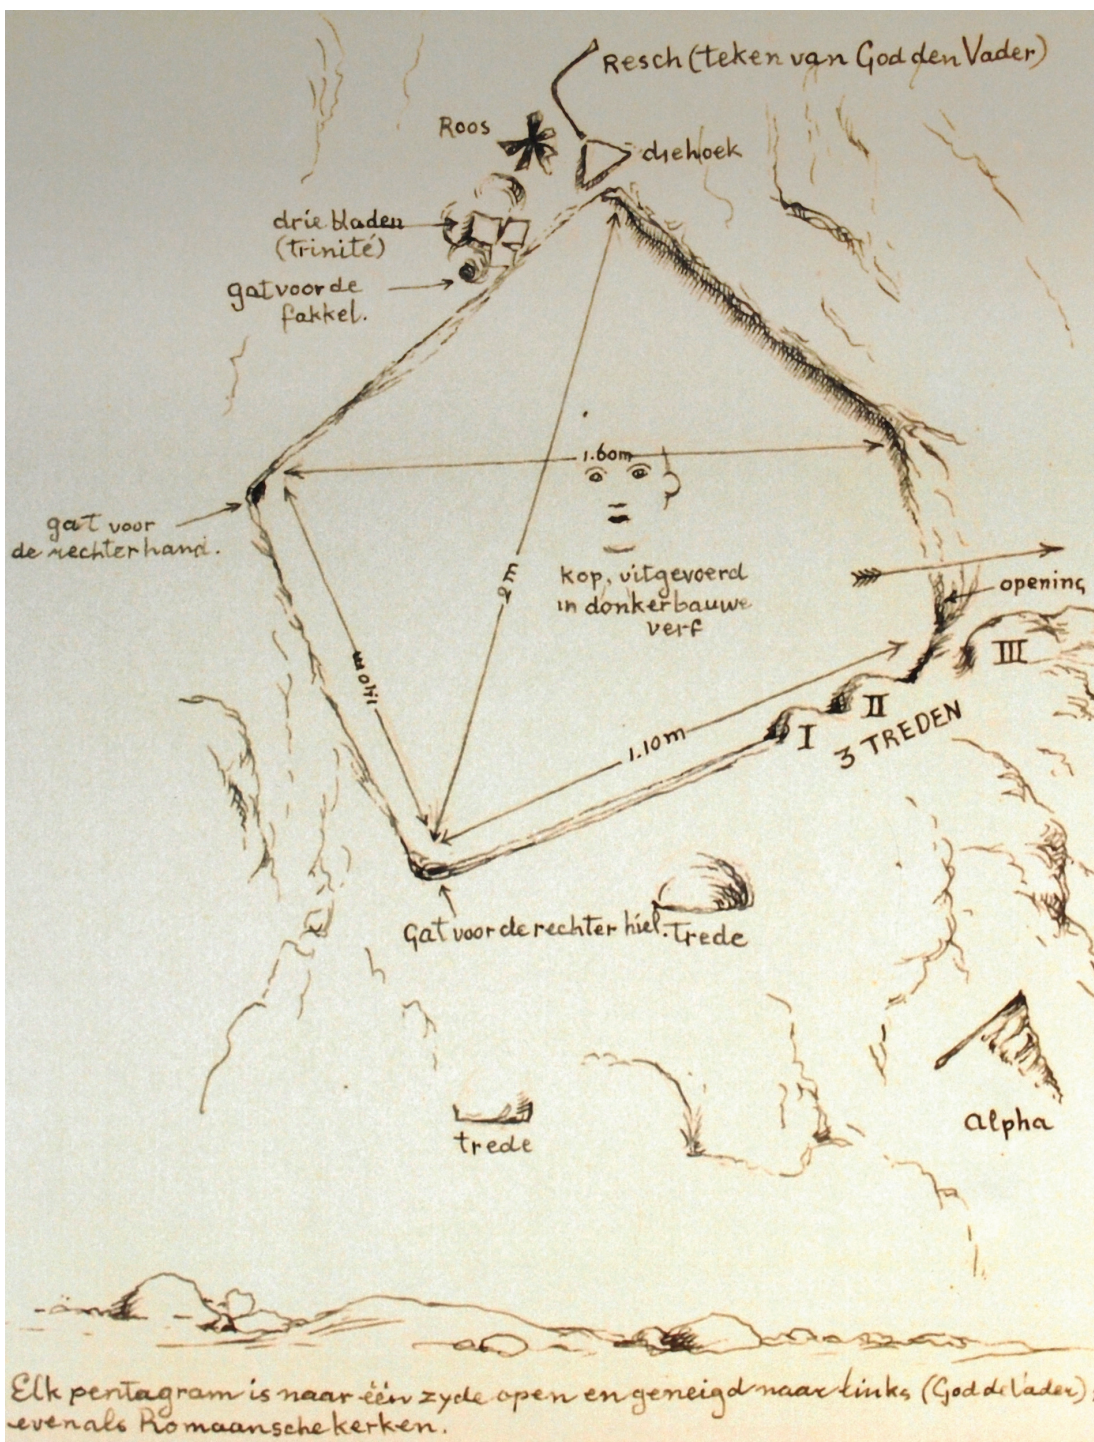 Resch (teken van God den Vader)
Roos
driehoek
drie bladen
(trinité)
gat voor de
fakkel.
1.60m
gat voor
de rechterhand.
kop, uitgevoerd
in donkerbauwe
verf
2m
opening
III
II
I
3 TREDEN
1.10m
1.10m
Gat voor de rechter hiel.
trede
Alpha
trede
Elk pentagram is naar één zyde open en geneigd naar links (God de Vader);
evenals Romaansche kerken.